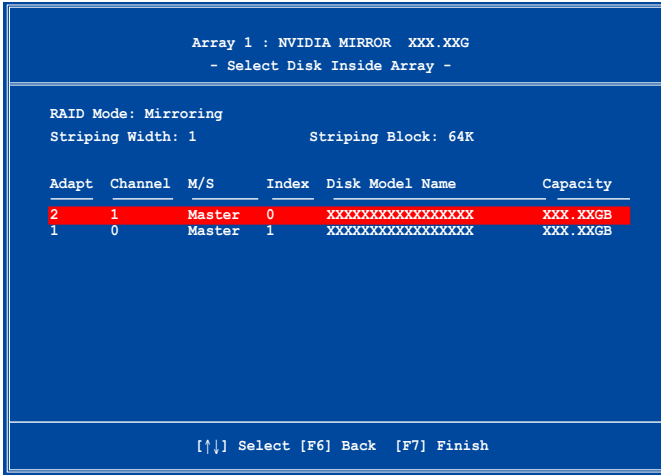 Array 1 : NVIDIA MIRROR XXX.XXG
- Select Disk Inside Array -
RAID Mode: Mirroring
Striping Width: 1 Striping Block: 64K
Adapt Channel M/S Index Disk Model Name Capacity
2 1 Master 0 XXXXXXXXXXXXXXXXX XXX.XXGB
1 0 Master 1 XXXXXXXXXXXXXXXXX XXX.XXGB
[↑↓] Select [F6] Back [F7] Finish